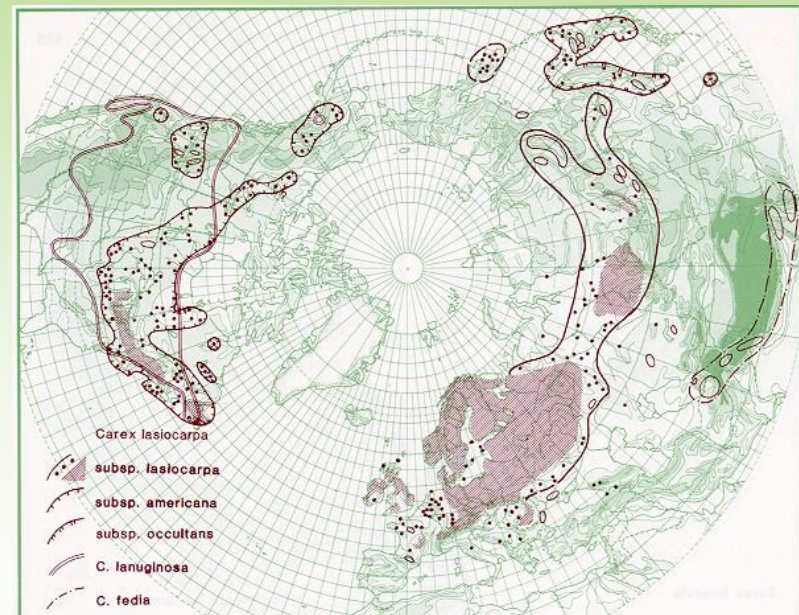 Carex lasiocarpa
subsp. lasiocarpa
subsp. americana
subsp. occultans
C. lanuginosa
C. fedia